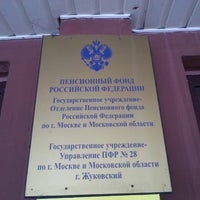 ПЕНСИОННЫЙ ФОНД
РОССИЙСКОЙ ФЕДЕРАЦИИ
Государственное учреждение-
Отделение Пенсионного фонда
Российской Федерации
по г. Москве и Московской области
Государственное учреждение-
Управление ПФР № 28
по г. Москве и Московской области
г. Жуковский